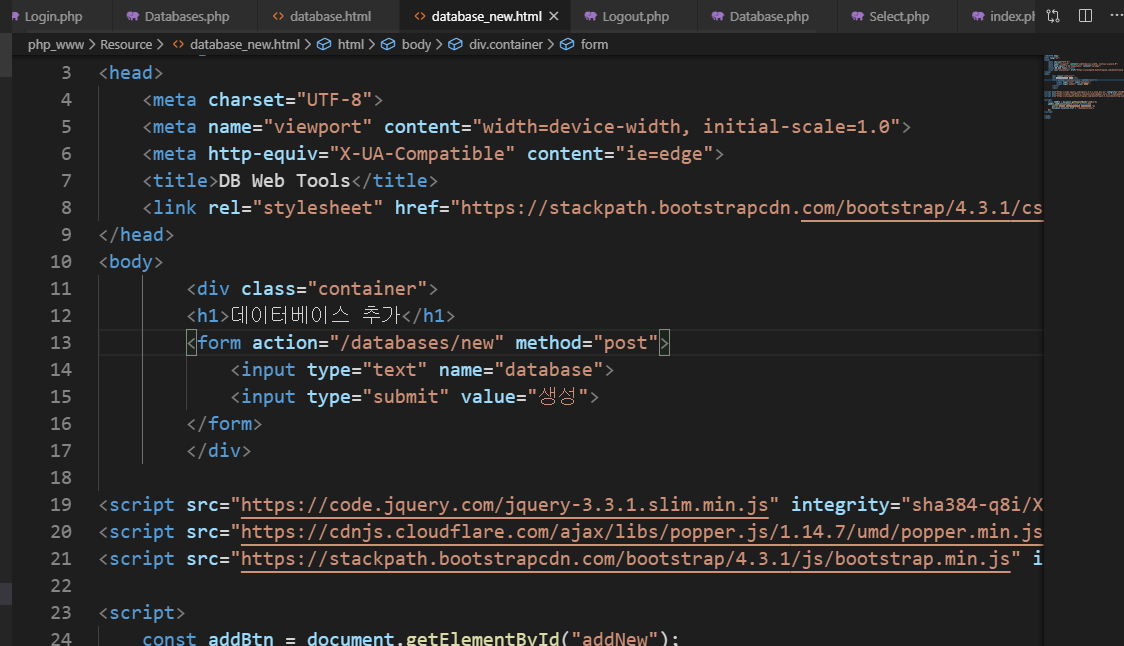 Login.php Databases.php database.html database_new.html Logout.php Database.php Select.php index.ph
php_www > Resource > database_new.html > html > body > div.container > form
3 <head>
4 <meta charset="UTF-8">
5 <meta name="viewport" content="width=device-width, initial-scale=1.0">
6 <meta http-equiv="X-UA-Compatible" content="ie=edge">
7 <title>DB Web Tools</title>
8 <link rel="stylesheet" href="https://stackpath.bootstrapcdn.com/bootstrap/4.3.1/cs
9 </head>
10 <body>
11 <div class="container">
12 <h1>데이터베이스 추가</h1>
13 <form action="/databases/new" method="post">
14 <input type="text" name="database">
15 <input type="submit" value="생성">
16 </form>
17 </div>
18
19 <script src="https://code.jquery.com/jquery-3.3.1.slim.min.js" integrity="sha384-q8i/X
20 <script src="https://cdnjs.cloudflare.com/ajax/libs/popper.js/1.14.7/umd/popper.min.js
21 <script src="https://stackpath.bootstrapcdn.com/bootstrap/4.3.1/js/bootstrap.min.js" i
22
23 <script>
24 const addBtn = document.getElementById("addNew");